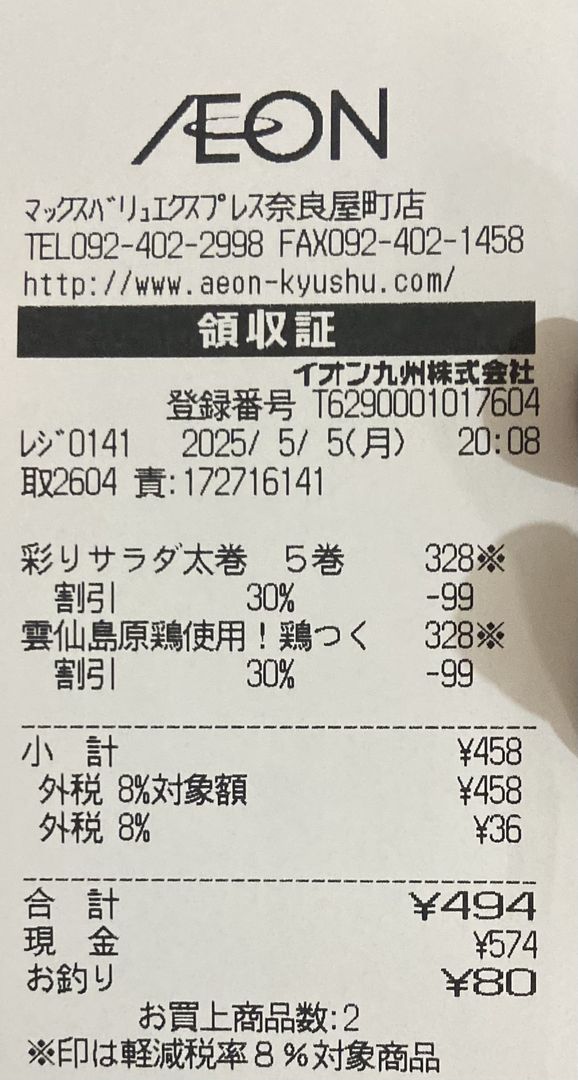 ÆON
マックスバリュエクスプレス奈良屋町店
TEL092-402-2998 FAX092-402-1458
http://www.aeon-kyushu.com/
領収証
イオン九州株式会社
登録番号 T6290001017604
レジ0141 2025/ 5/ 5(月) 20:08
取2604 責:172716141
彩りサラダ太巻 5巻 328※
割引 30% -99
雲仙島原鶏使用！鶏つく 328※
割引 30% -99
小 計 ¥458
外税 8%対象額 ¥458
外税 8% ¥36
合 計 ¥494
現 金 ¥574
お釣り ¥80
お買上商品数:2
※印は軽減税率８％対象商品